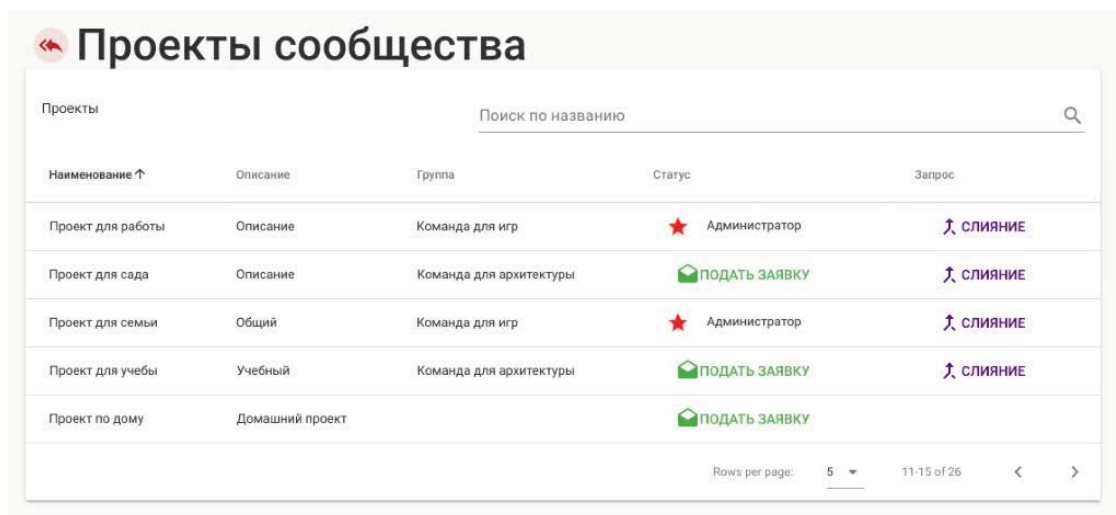 Проекты сообщества
Проекты
Поиск по названию
Наименование Описание Группа Статус Запрос
Проект для работы Описание Команда для игр Администратор СЛИЯНИЕ
Проект для сада Описание Команда для архитектуры ПОДАТЬ ЗАЯВКУ СЛИЯНИЕ
Проект для семьи Общий Команда для игр Администратор СЛИЯНИЕ
Проект для учебы Учебный Команда для архитектуры ПОДАТЬ ЗАЯВКУ СЛИЯНИЕ
Проект по дому Домашний проект ПОДАТЬ ЗАЯВКУ
Rows per page: 5 11-15 of 26